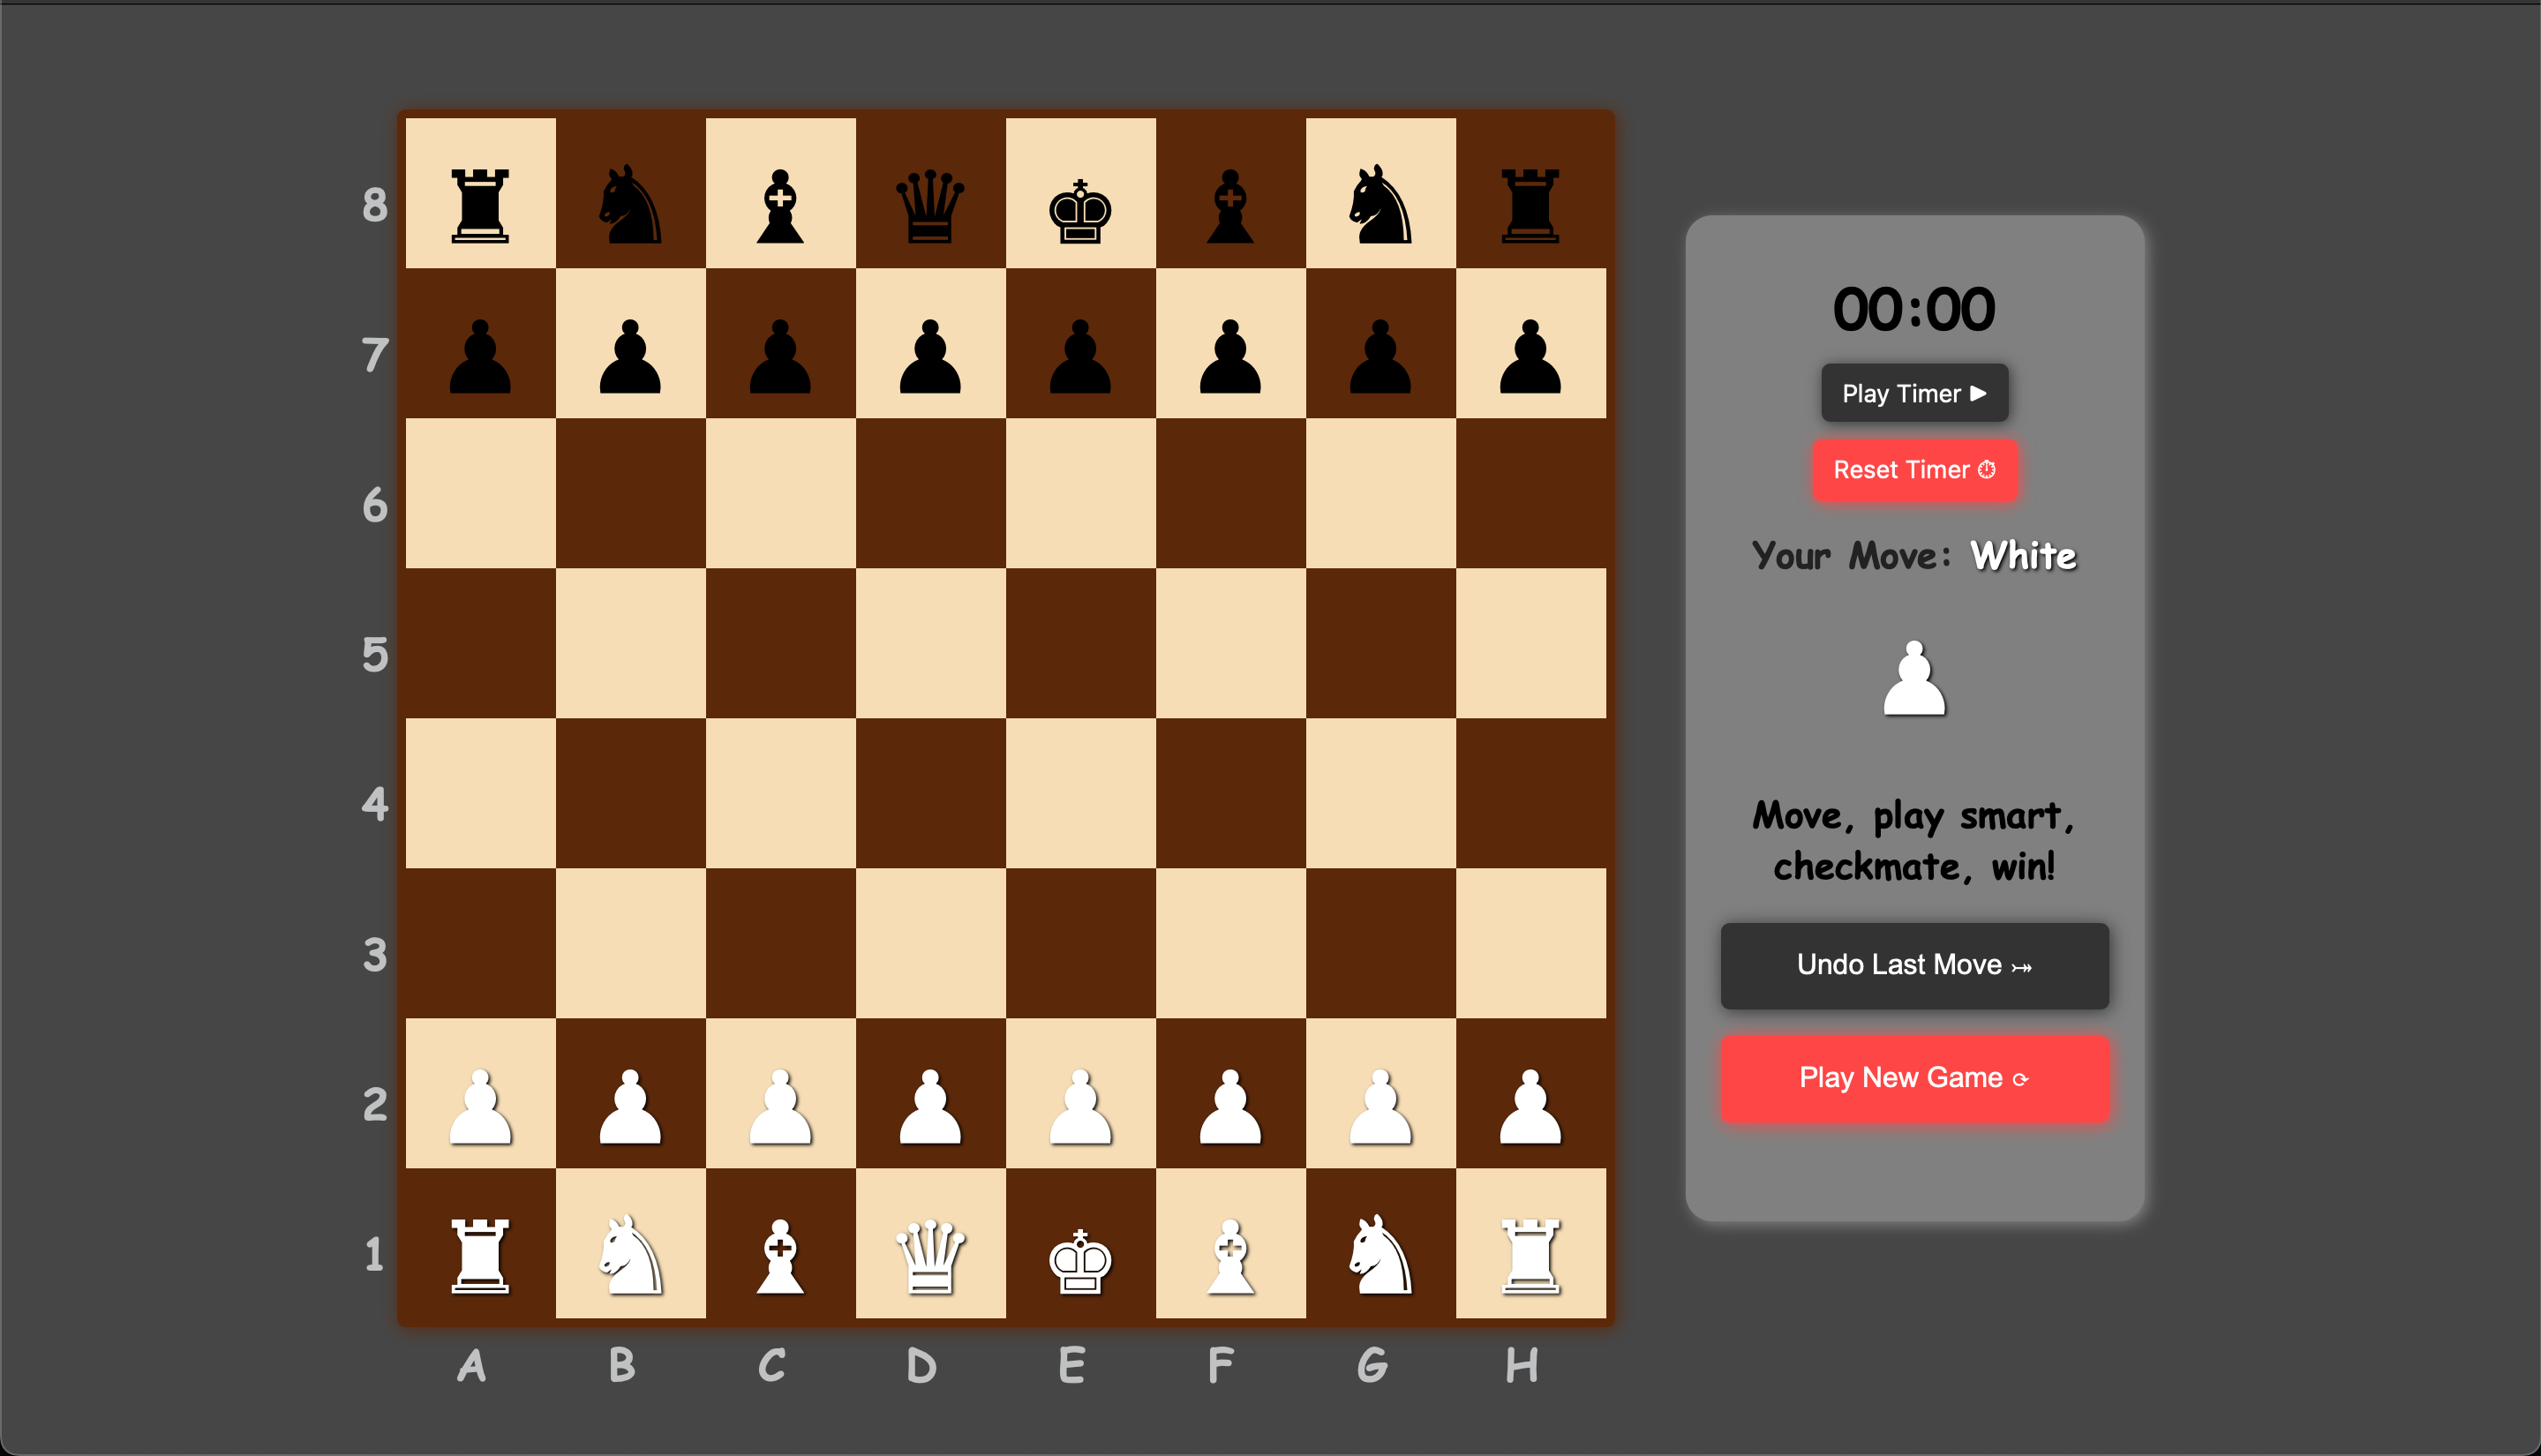 8
7
6
5
4
3
2
1
A B C D E F G H
00:00
Play Timer ▶
Reset Timer ⏱
Your Move: White
Move, play smart,
checkmate, win!
Undo Last Move ⤖
Play New Game ⟳